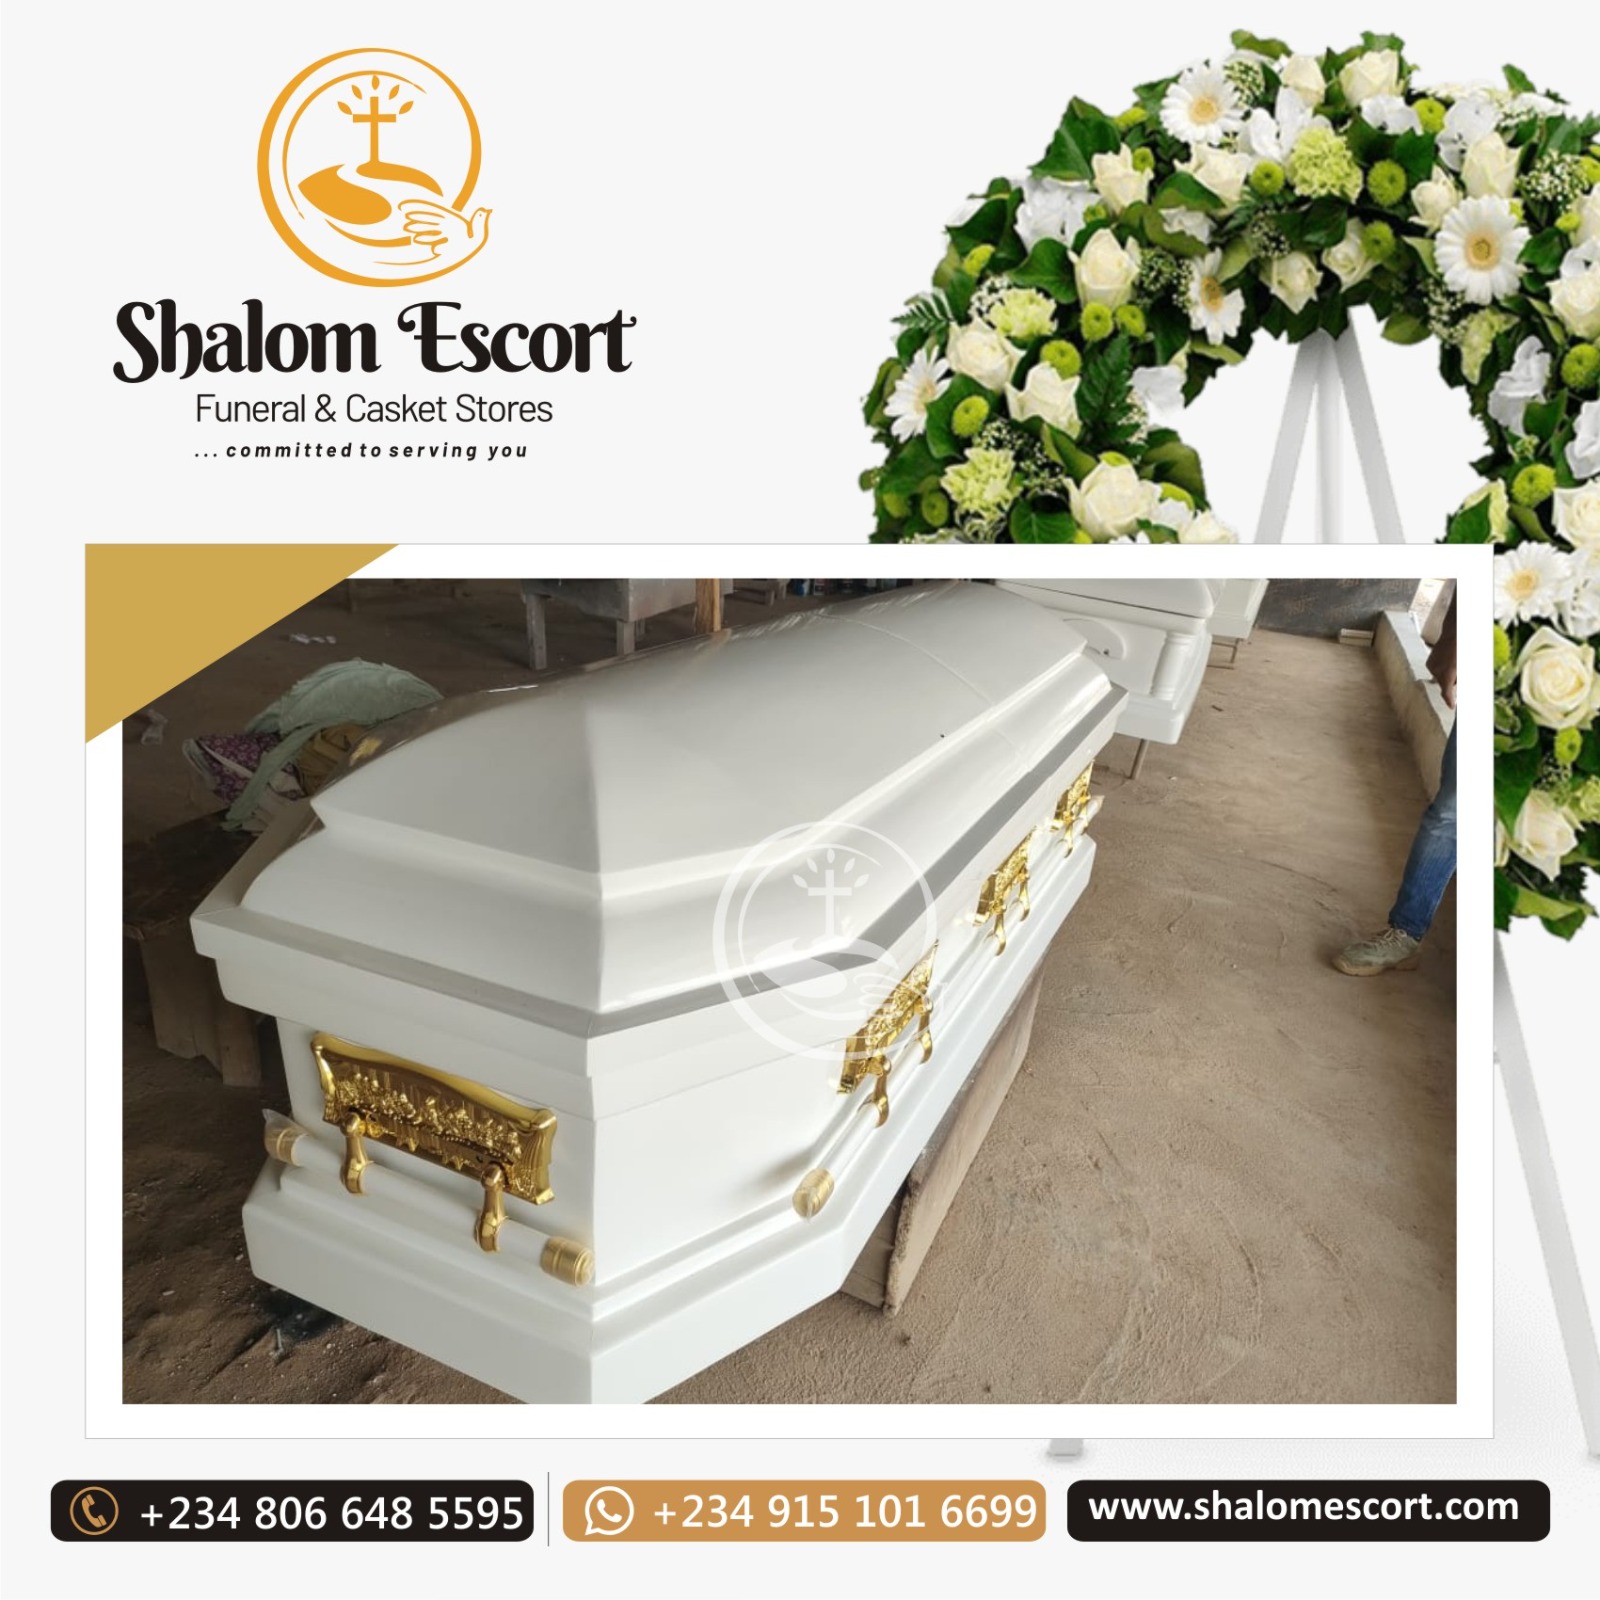 Shalom Escort
Funeral & Casket Stores
...committed to serving you
+234 806 648 5595
+234 915 101 6699
www.shalomescort.com